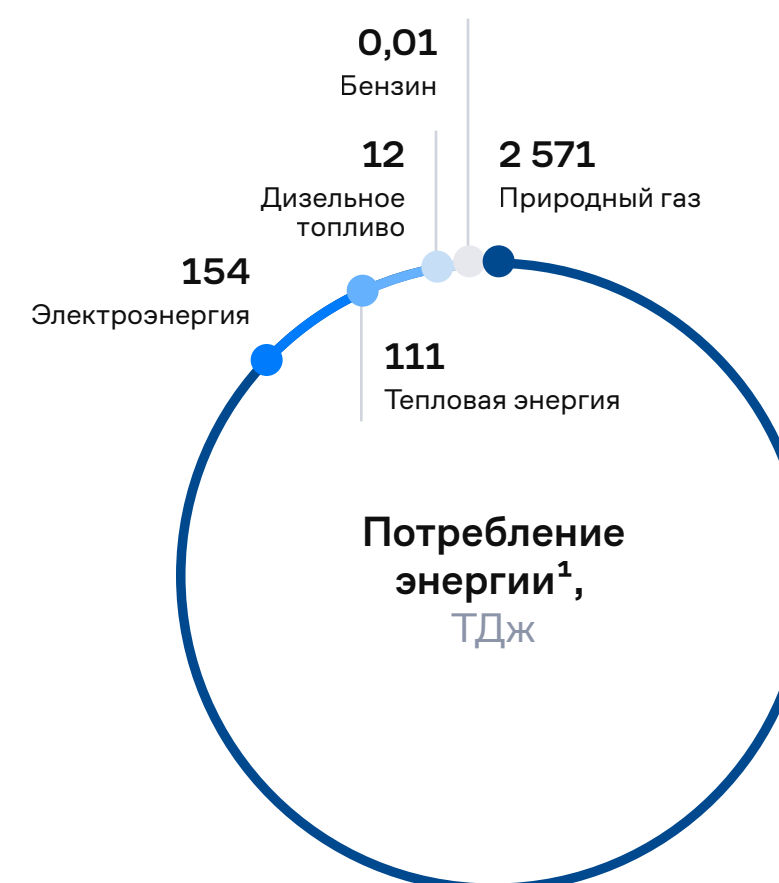 0,01
Бензин
12
Дизельное
топливо
2 571
Природный газ
154
Электроэнергия
111
Тепловая энергия
Потребление
энергии¹,
ТДж